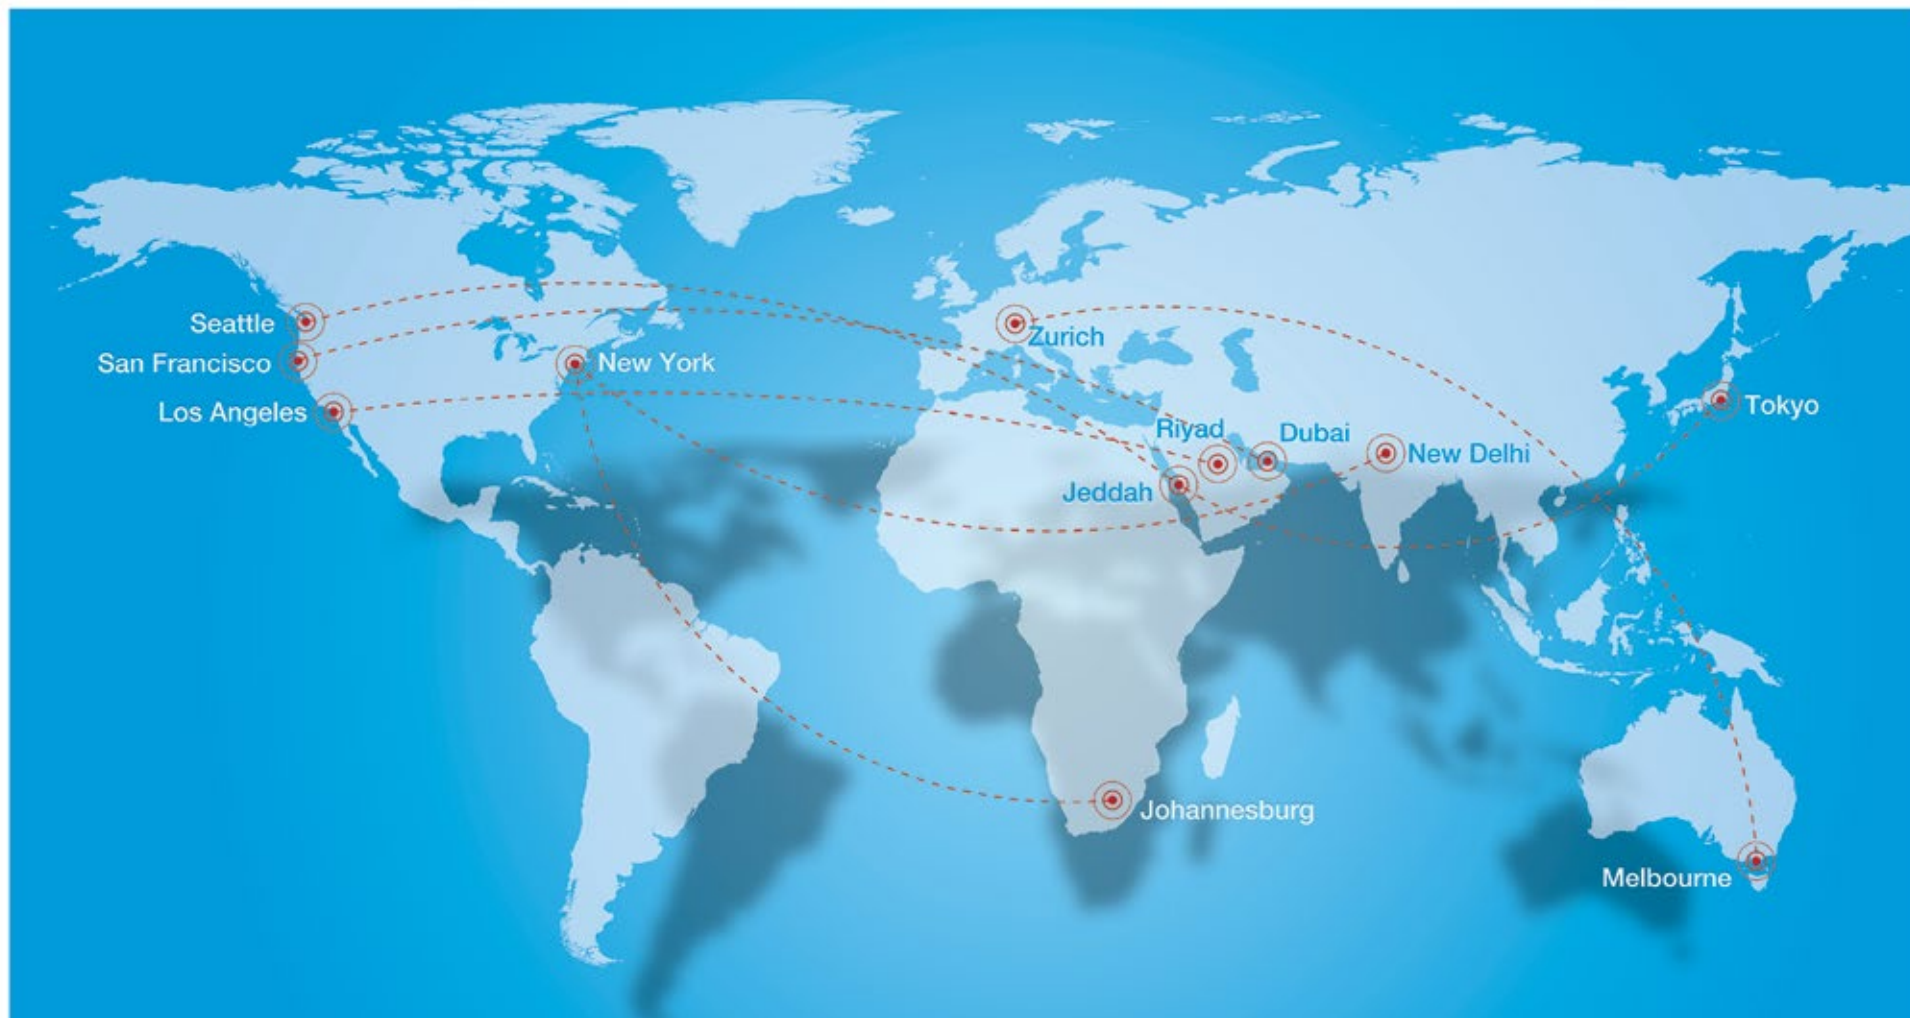 Seattle
Zurich
San Francisco
New York
Tokyo
Los Angeles
Riyad
Dubai
New Delhi
Jeddah
Johannesburg
Melbourne